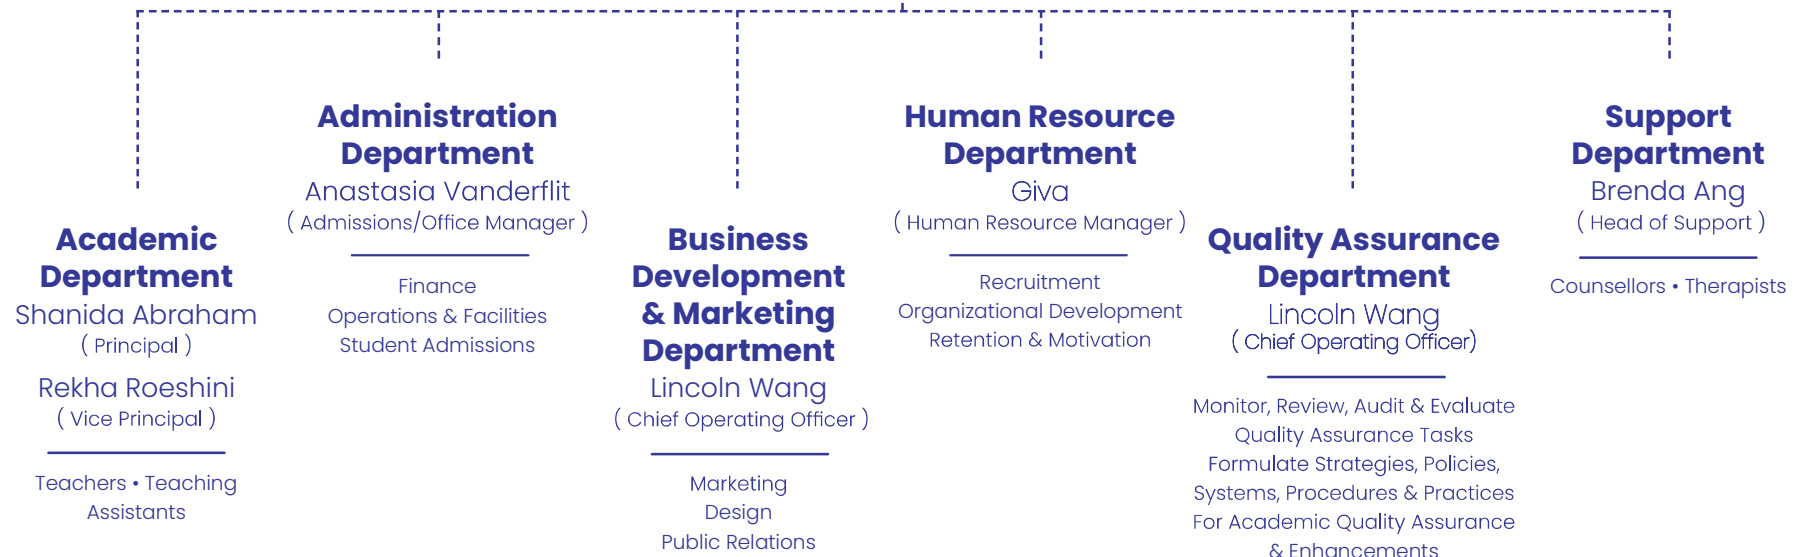 Academic
Department
Shanida Abraham
( Principal )
Rekha Roeshini
( Vice Principal )
Teachers • Teaching
Assistants
Administration
Department
Anastasia Vanderflit
( Admissions/Office Manager )
Finance
Operations & Facilities
Student Admissions
Business
Development
& Marketing
Department
Lincoln Wang
( Chief Operating Officer )
Marketing
Design
Public Relations
Human Resource
Department
Giva
( Human Resource Manager )
Recruitment
Organizational Development
Retention & Motivation
Quality Assurance
Department
Lincoln Wang
( Chief Operating Officer)
Monitor, Review, Audit & Evaluate
Quality Assurance Tasks
Formulate Strategies, Policies,
Systems, Procedures & Practices
For Academic Quality Assurance
& Enhancements
Support
Department
Brenda Ang
( Head of Support )
Counsellors • Therapists